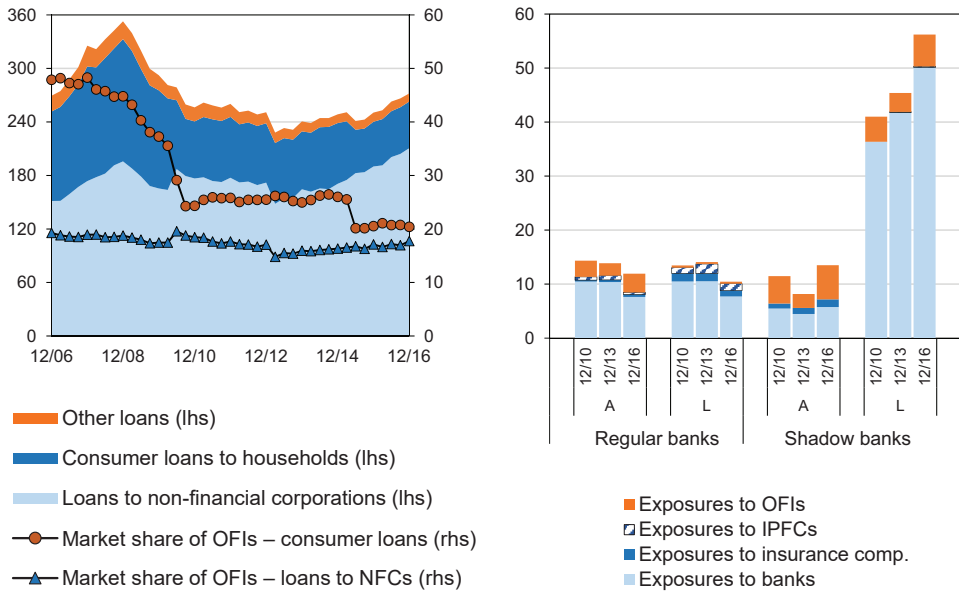 360
300
240
180
120
60
0
60
50
40
30
20
10
0
12/06
12/08
12/10
12/12
12/14
12/16
Other loans (lhs)
Consumer loans to households (lhs)
Loans to non-financial corporations (lhs)
Market share of OFIs – consumer loans (rhs)
Market share of OFIs – loans to NFCs (rhs)
60
50
40
30
20
10
0
12/10
12/13
12/16
12/10
12/13
12/16
12/10
12/13
12/16
12/10
12/13
12/16
A
L
A
L
Regular banks
Shadow banks
Exposures to OFIs
Exposures to IPFCs
Exposures to insurance comp.
Exposures to banks